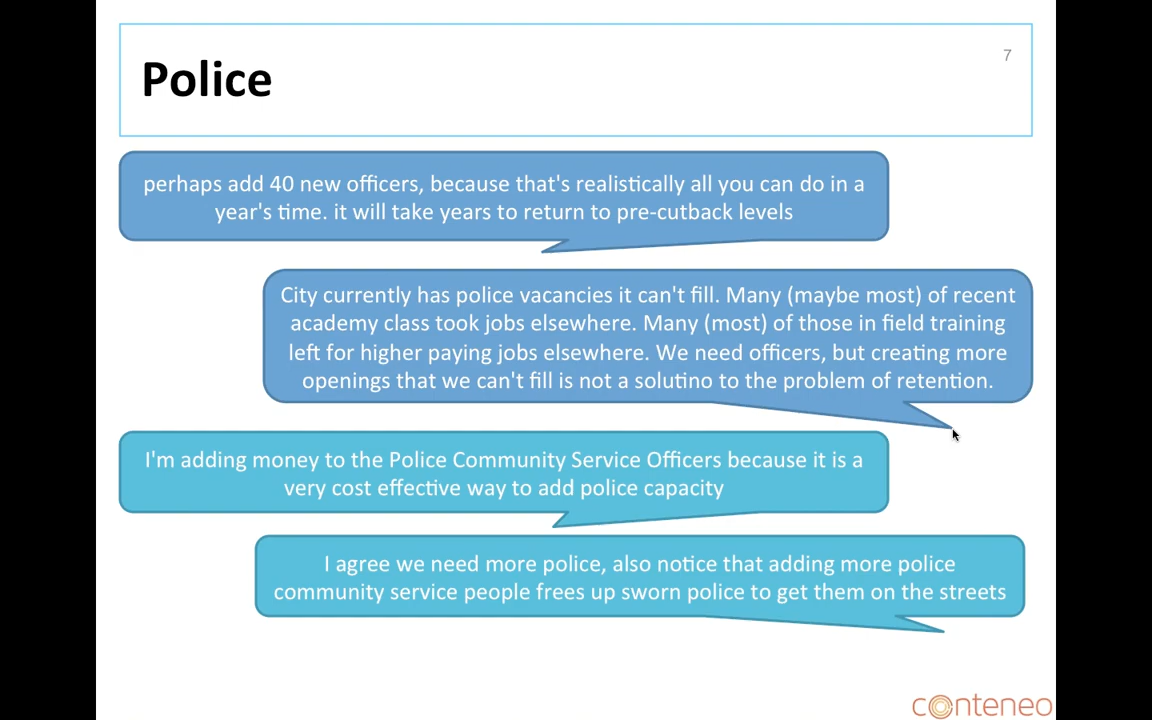 7
Police
perhaps add 40 new officers, because that's realistically all you can do in a
year's time. it will take years to return to pre-cutback levels
City currently has police vacancies it can't fill. Many (maybe most) of recent
academy class took jobs elsewhere. Many (most) of those in field training
left for higher paying jobs elsewhere. We need officers, but creating more
openings that we can't fill is not a solutino to the problem of retention.
I'm adding money to the Police Community Service Officers because it is a
very cost effective way to add police capacity
I agree we need more police, also notice that adding more police
community service people frees up sworn police to get them on the streets
conteneo